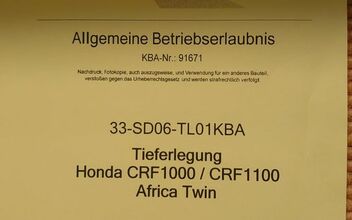 Allgemeine Betriebserlaubnis
KBA-Nr.: 91671
Nachdruck, Fotokopie, auch auszugsweise, und Verwendung für ein anderes Bauteil,
verstoßen gegen das Urheberrechtsgesetz und werden strafrechtlich verfolgt.
33-SD06-TL01KBA
Tieferlegung
Honda CRF1000 / CRF1100
Africa Twin